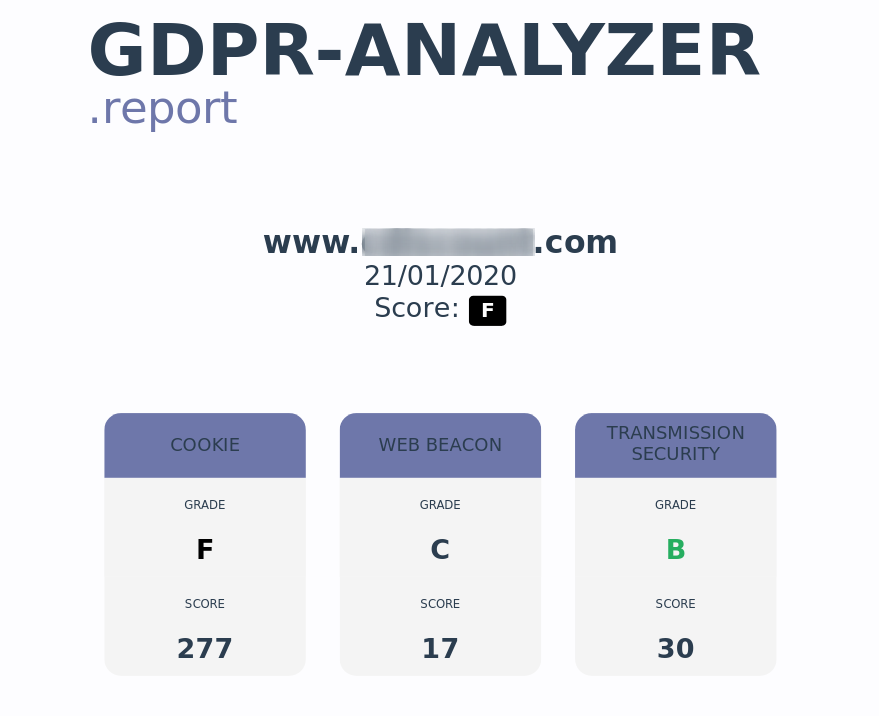 GDPR-ANALYZER
.report
www. .com
21/01/2020
Score: F
COOKIE
GRADE
F
SCORE
277
WEB BEACON
GRADE
C
SCORE
17
TRANSMISSION
SECURITY
GRADE
B
SCORE
30